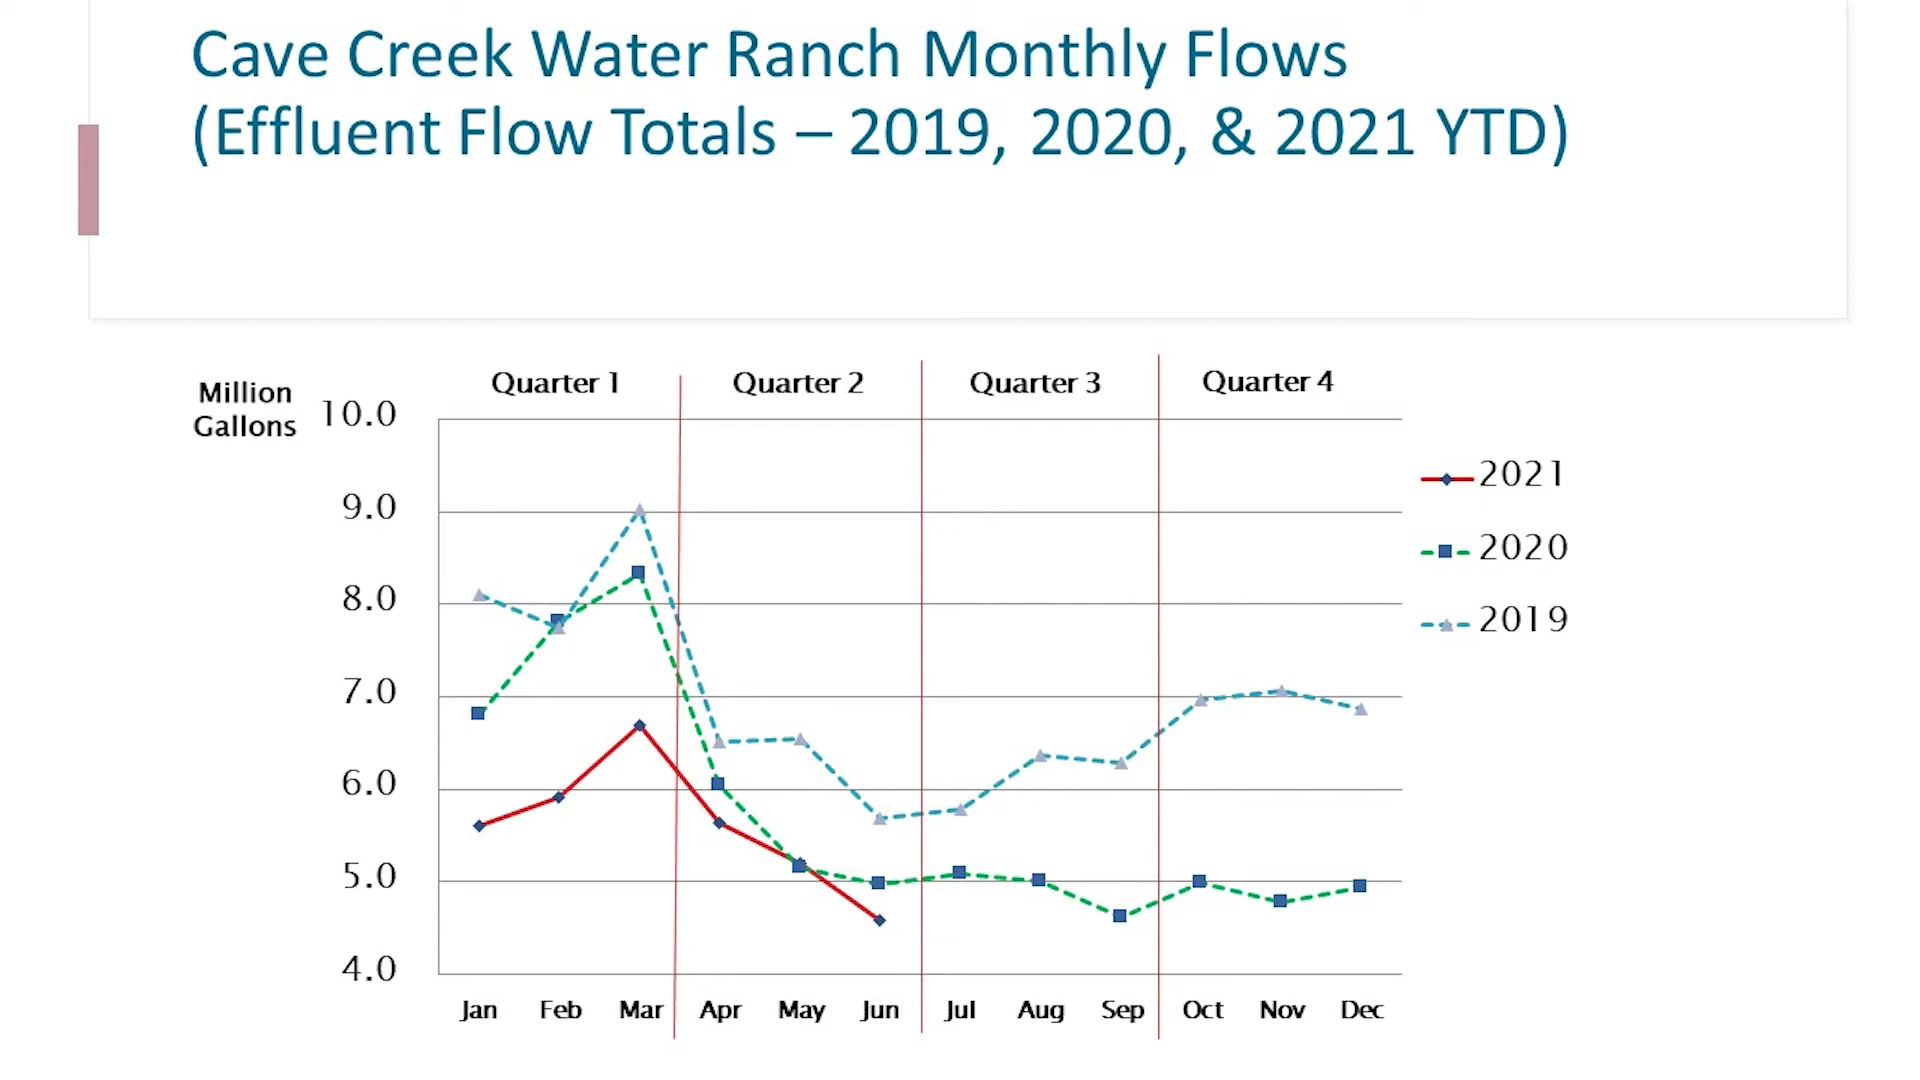 Cave Creek Water Ranch Monthly Flows
(Effluent Flow Totals – 2019, 2020, & 2021 YTD)
Million
Gallons
Quarter 1
Quarter 2
Quarter 3
Quarter 4
10.0
9.0
8.0
7.0
6.0
5.0
4.0
Jan Feb Mar Apr May Jun Jul Aug Sep Oct Nov Dec
2021
2020
2019